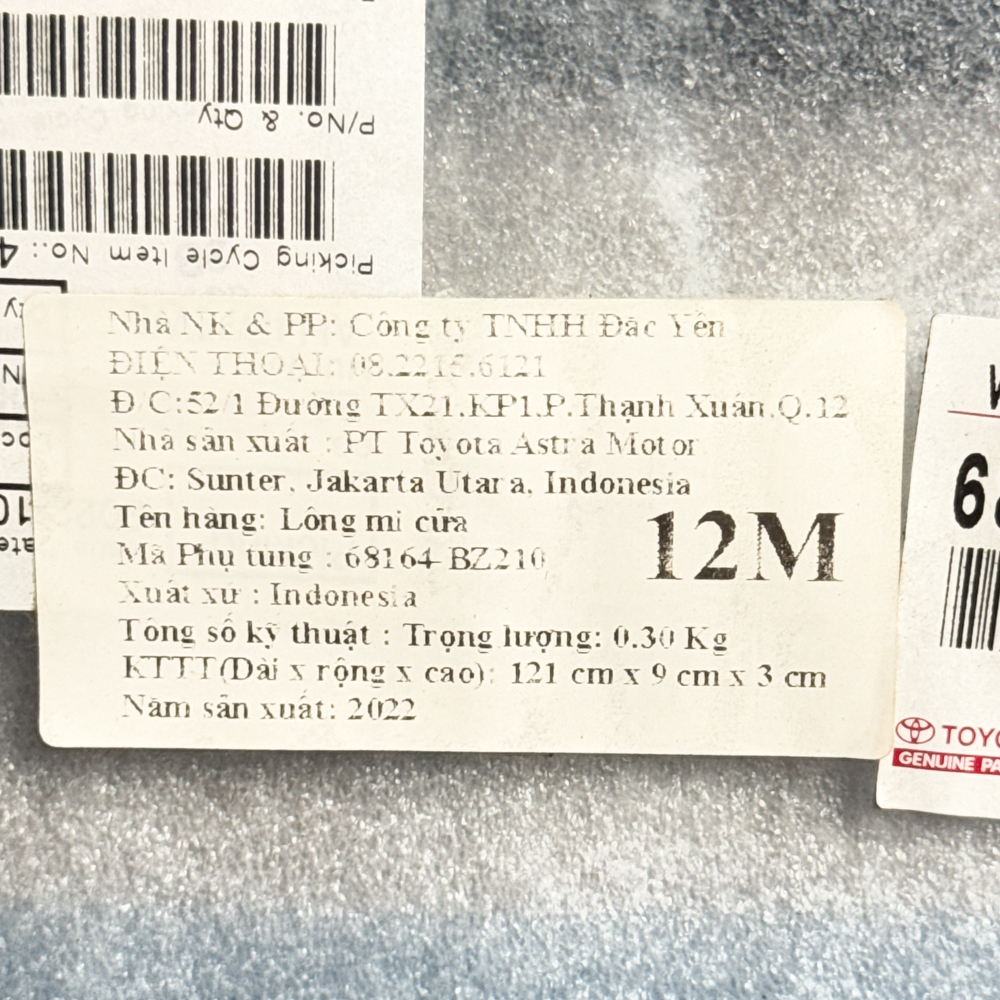 P/No. & Qty
Picking Cycle Item No.: 4
Nhà NK & PP: Công ty TNHH Đắc Yên
ĐIỆN THOẠI: 08.2215.6121
Đ/C:52/1 Đường TX21.KP1.P.Thạnh Xuân.Q.12
Nhà sản xuất : PT Toyota Astra Motor
ĐC: Sunter, Jakarta Utara, Indonesia
Tên hàng: Lông mi cửa
12M
Mã Phụ tùng : 68164-BZ210
Xuất xứ : Indonesia
Tông số kỹ thuật : Trọng lượng: 0.30 Kg
KTTT(Dài x rộng x cao): 121 cm x 9 cm x 3 cm
Năm sản xuất: 2022
GENUINE